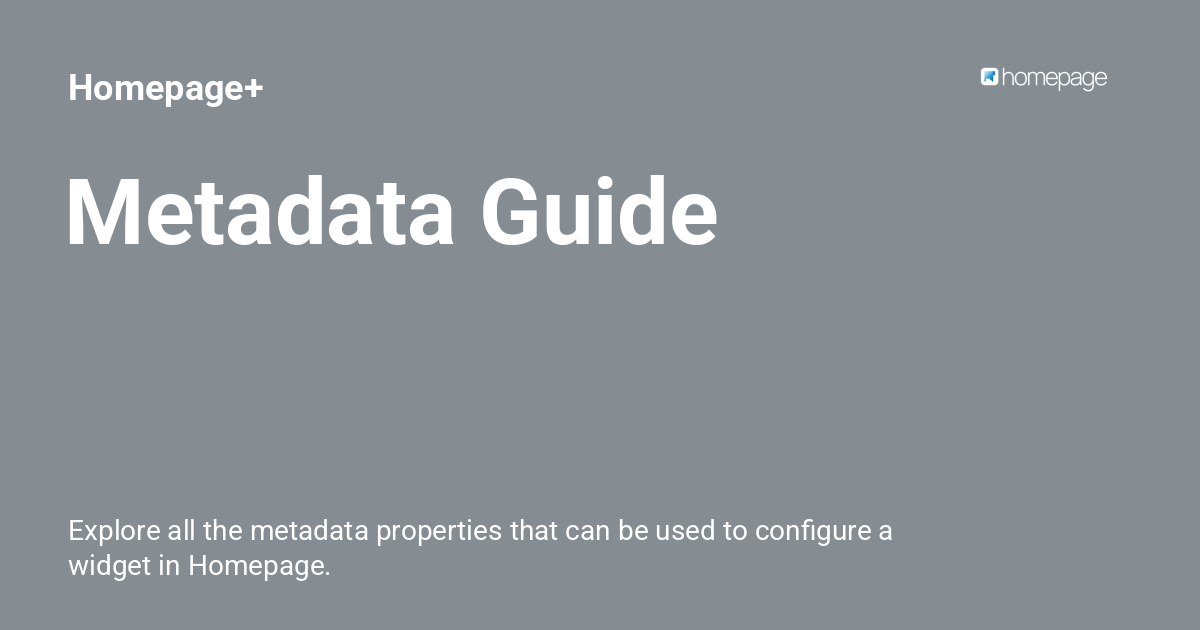 Homepage+
homepage
Metadata Guide
Explore all the metadata properties that can be used to configure a
widget in Homepage.